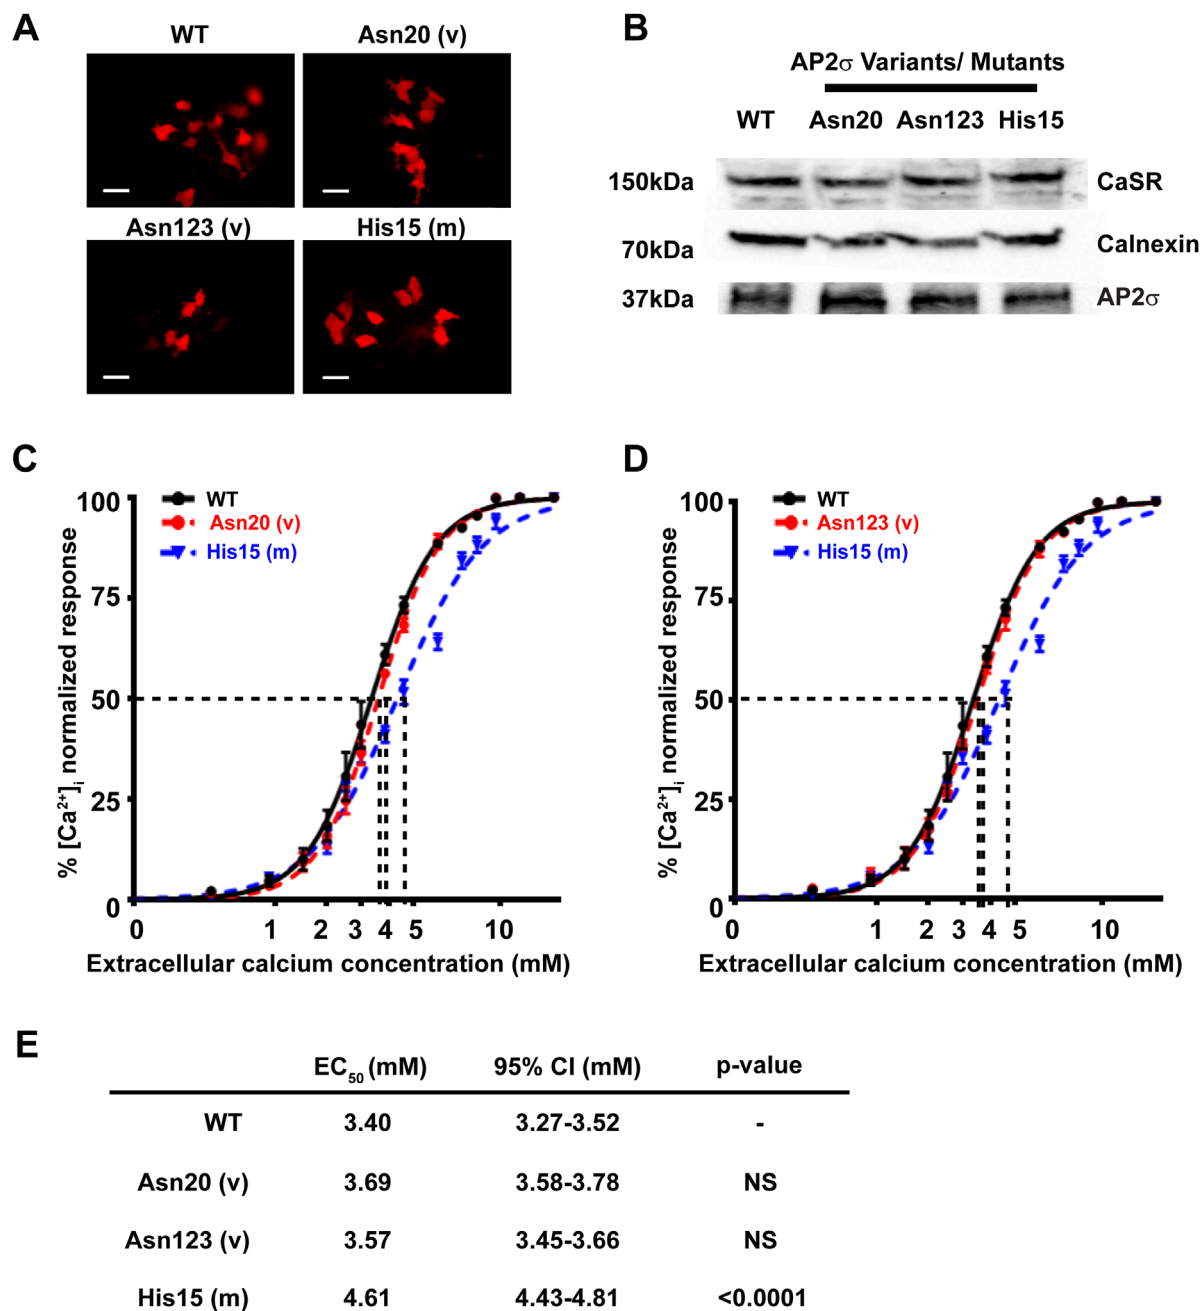 A
WT
Asn20 (v)
Asn123 (v)
His15 (m)
B
AP2σ Variants/ Mutants
WT Asn20 Asn123 His15
150kDa
CaSR
70kDa
Calnexin
37kDa
AP2σ
C
% [Ca²⁺]ᵢ normalized response
100
75
50
25
0
WT
Asn20 (v)
His15 (m)
0 1 2 3 4 5 10
Extracellular calcium concentration (mM)
D
% [Ca²⁺]ᵢ normalized response
100
75
50
25
0
WT
Asn123 (v)
His15 (m)
0 1 2 3 4 5 10
Extracellular calcium concentration (mM)
E
EC₅₀ (mM) 95% CI (mM) p-value
WT 3.40 3.27-3.52 -
Asn20 (v) 3.69 3.58-3.78 NS
Asn123 (v) 3.57 3.45-3.66 NS
His15 (m) 4.61 4.43-4.81 <0.0001